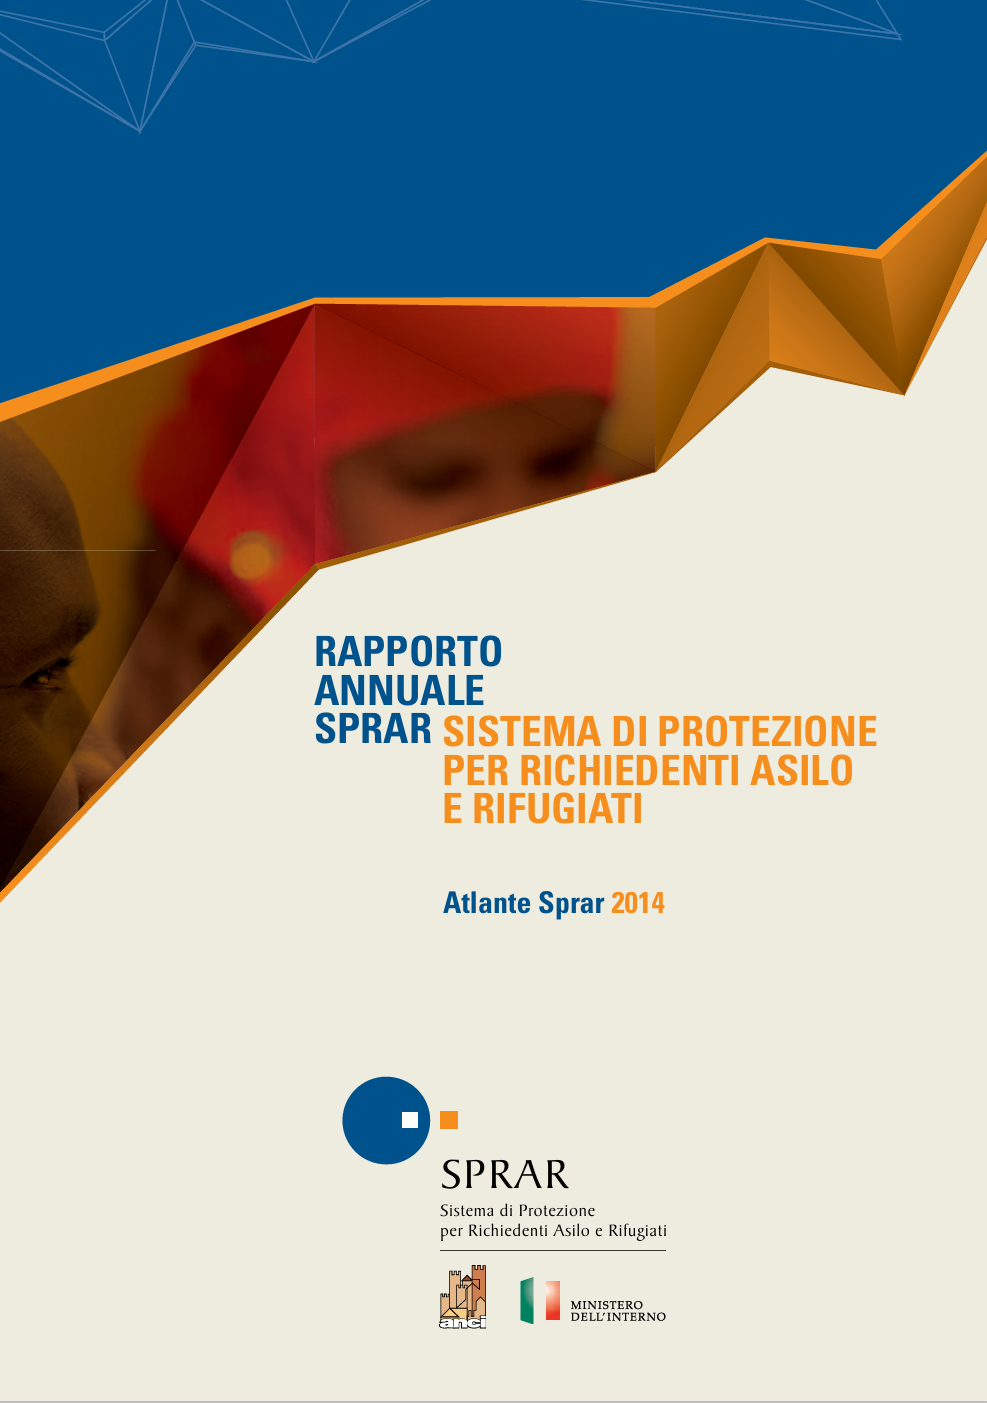 RAPPORTO
ANNUALE
SPRAR SISTEMA DI PROTEZIONE
PER RICHIEDENTI ASILO
E RIFUGIATI
Atlante Sprar 2014
SPRAR
Sistema di Protezione
per Richiedenti Asilo e Rifugiati
anci
MINISTERO
DELL'INTERNO